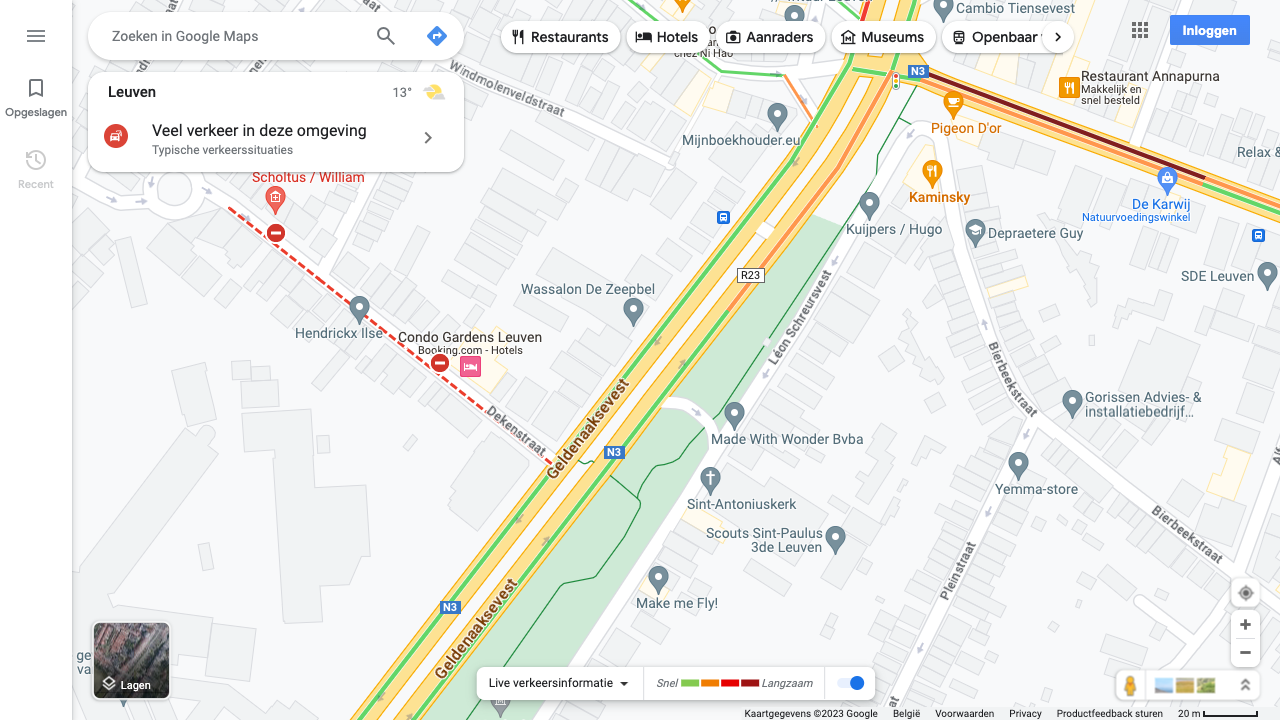 Zoeken in Google Maps
Restaurants
Hotels
Aanraders
Museums
Openbaar
Inloggen
Opgeslagen
Recent
Leuven
13°
Veel verkeer in deze omgeving
Typische verkeerssituaties
Cambio Tiensevest
chez Ni Hao
Windmolenveldstraat
N3
Restaurant Annapurna
Makkelijk en
snel besteld
Mijnboekhouder.eu
Pigeon D'or
Relax &
Scholtus / William
Kaminsky
De Karwij
Natuurvoedingswinkel
Kuijpers / Hugo
Depraetere Guy
R23
SDE Leuven
Wassalon De Zeepbel
Léon Schreursvest
Hendrickx Ilse
Condo Gardens Leuven
Booking.com - Hotels
Bierbeekstraat
Gorissen Advies- &
installatiebedrijf...
Dekenstraat
Geldenaaksevest
N3
Made With Wonder Bvba
Yemma-store
Sint-Antoniuskerk
Bierbeekstraat
Scouts Sint-Paulus
3de Leuven
Pleinstraat
Make me Fly!
N3
Geldenaaksevest
Lagen
Live verkeersinformatie
Snel
Langzaam
Kaartgegevens ©2023 Google
België
Voorwaarden
Privacy
Productfeedback sturen
20 m